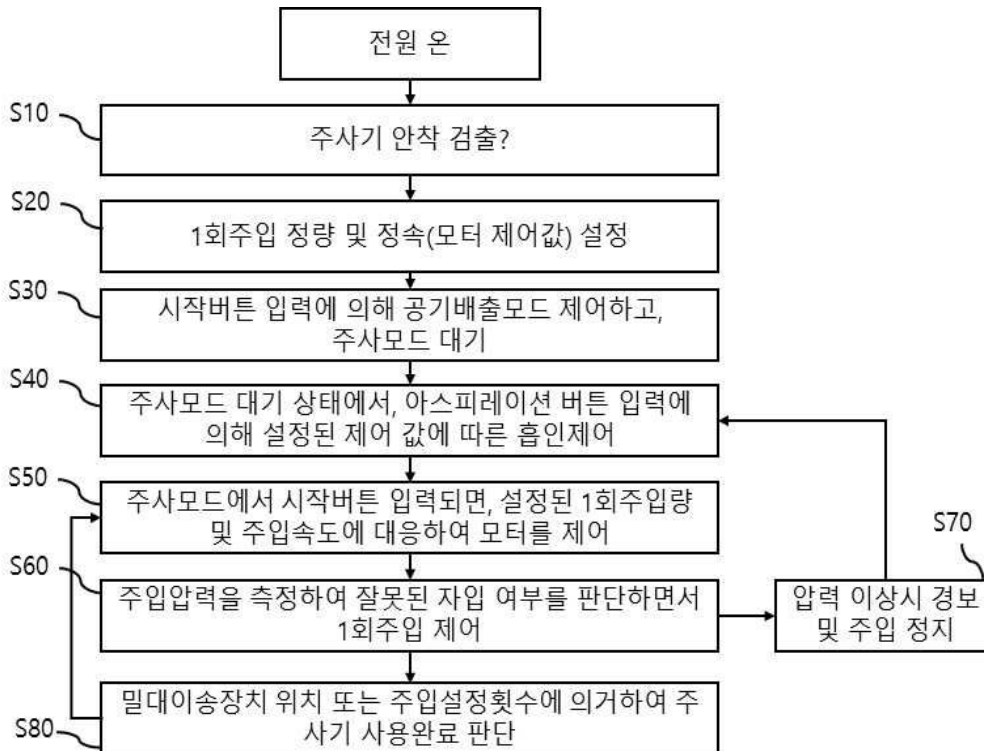 전원 온
S10
주사기 안착 검출?
S20
1회주입 정량 및 정속(모터 제어값) 설정
S30
시작버튼 입력에 의해 공기배출모드 제어하고,
주사모드 대기
S40
주사모드 대기 상태에서, 아스피레이션 버튼 입력에
의해 설정된 제어 값에 따른 흡인제어
S50
주사모드에서 시작버튼 입력되면, 설정된 1회주입량
및 주입속도에 대응하여 모터를 제어
S60
주입압력을 측정하여 잘못된 자입 여부를 판단하면서
1회주입 제어
S70
압력 이상시 경보
및 주입 정지
S80
밀대이송장치 위치 또는 주입설정횟수에 의거하여 주
사기 사용완료 판단